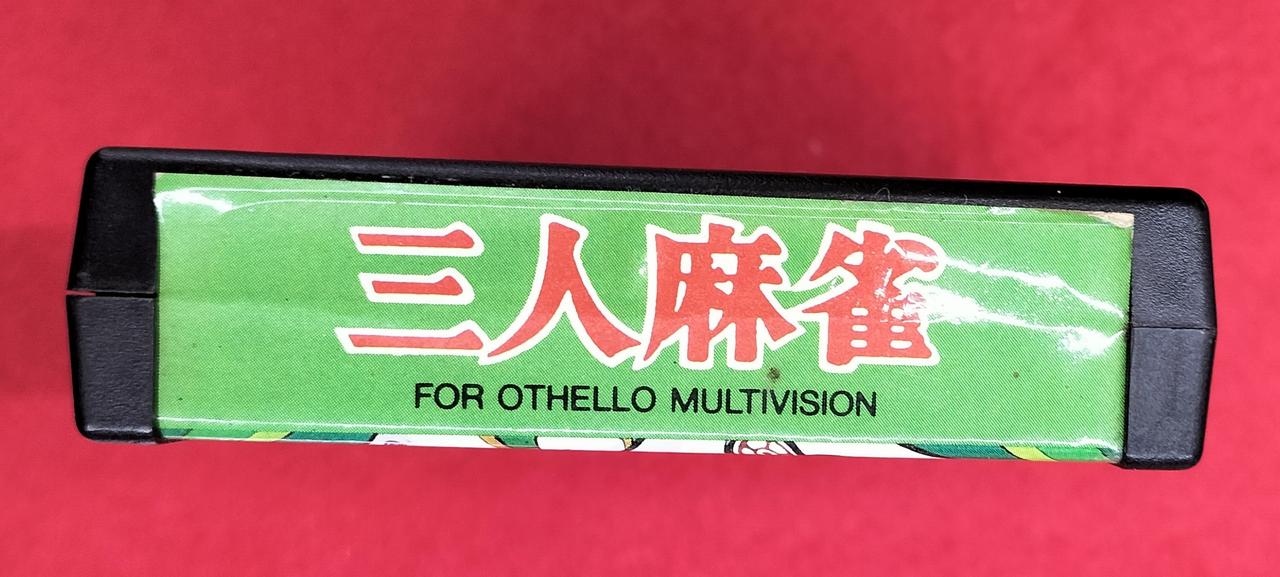 三人麻雀
FOR OTHELLO MULTIVISION